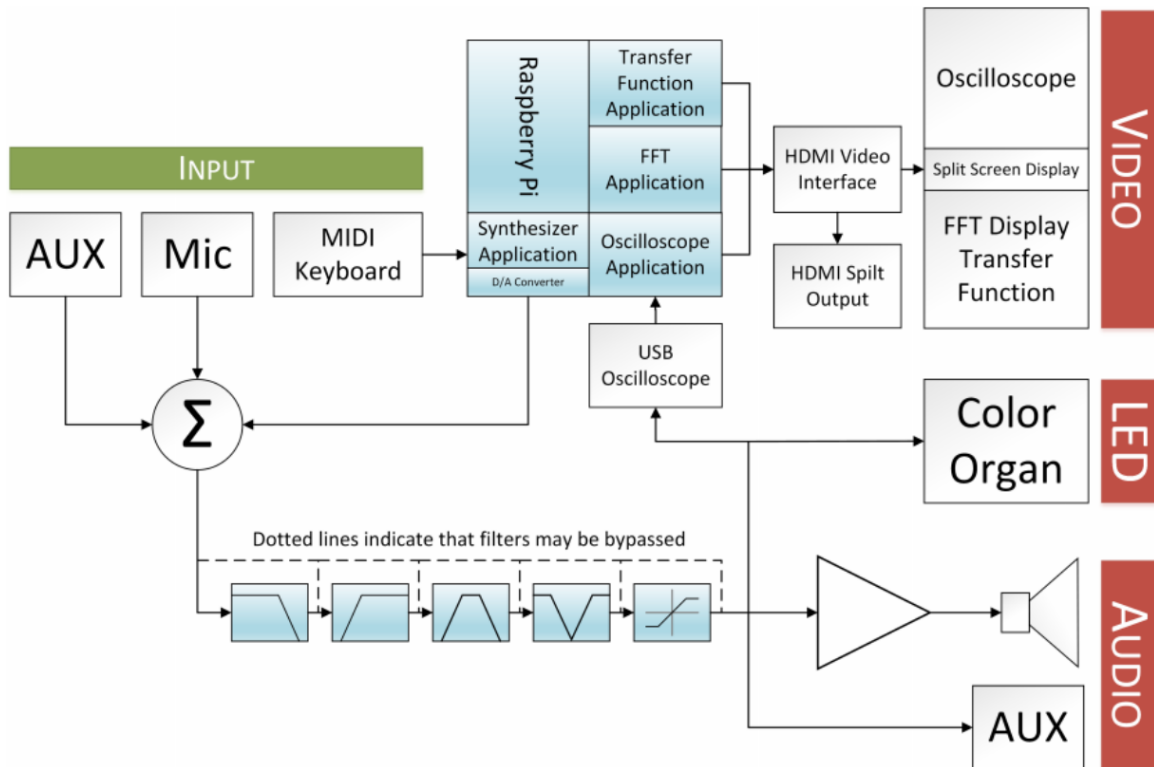 INPUT
AUX
Mic
MIDI
Keyboard
Raspberry Pi
Synthesizer
Application
D/A Converter
Transfer
Function
Application
FFT
Application
Oscilloscope
Application
USB
Oscilloscope
HDMI Video
Interface
HDMI Spilt
Output
Oscilloscope
Split Screen Display
FFT Display
Transfer
Function
VIDEO
Σ
Color
Organ
LED
Dotted lines indicate that filters may be bypassed
AUX
AUDIO